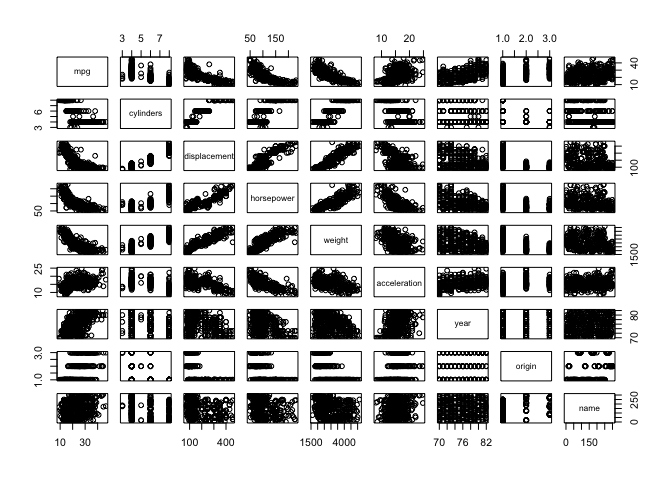 3 5 7 50 150 10 20 1.0 2.0 3.0
mpg 10 40
3 6 cylinders
displacement 100
50 horsepower
weight 1500
10 25 acceleration
year 70 80
1.0 3.0 origin
name 0 250
10 30 100 400 1500 4000 70 76 82 0 150